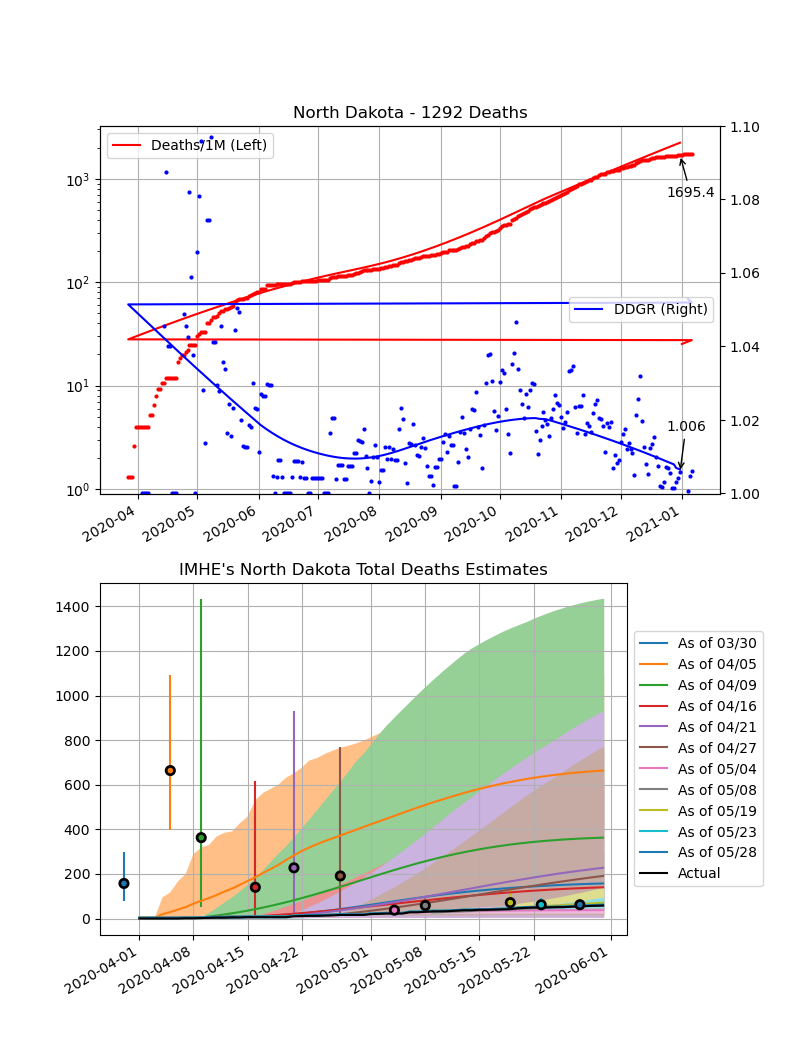 North Dakota - 1292 Deaths
Deaths/1M (Left)
DDGR (Right)
1695.4
1.006
10³
10²
10¹
10⁰
1.10
1.08
1.06
1.04
1.02
1.00
2020-04
2020-05
2020-06
2020-07
2020-08
2020-09
2020-10
2020-11
2020-12
2021-01
IMHE's North Dakota Total Deaths Estimates
1400
1200
1000
800
600
400
200
0
2020-04-01
2020-04-08
2020-04-15
2020-04-22
2020-05-01
2020-05-08
2020-05-15
2020-05-22
2020-06-01
As of 03/30
As of 04/05
As of 04/09
As of 04/16
As of 04/21
As of 04/27
As of 05/04
As of 05/08
As of 05/19
As of 05/23
As of 05/28
Actual